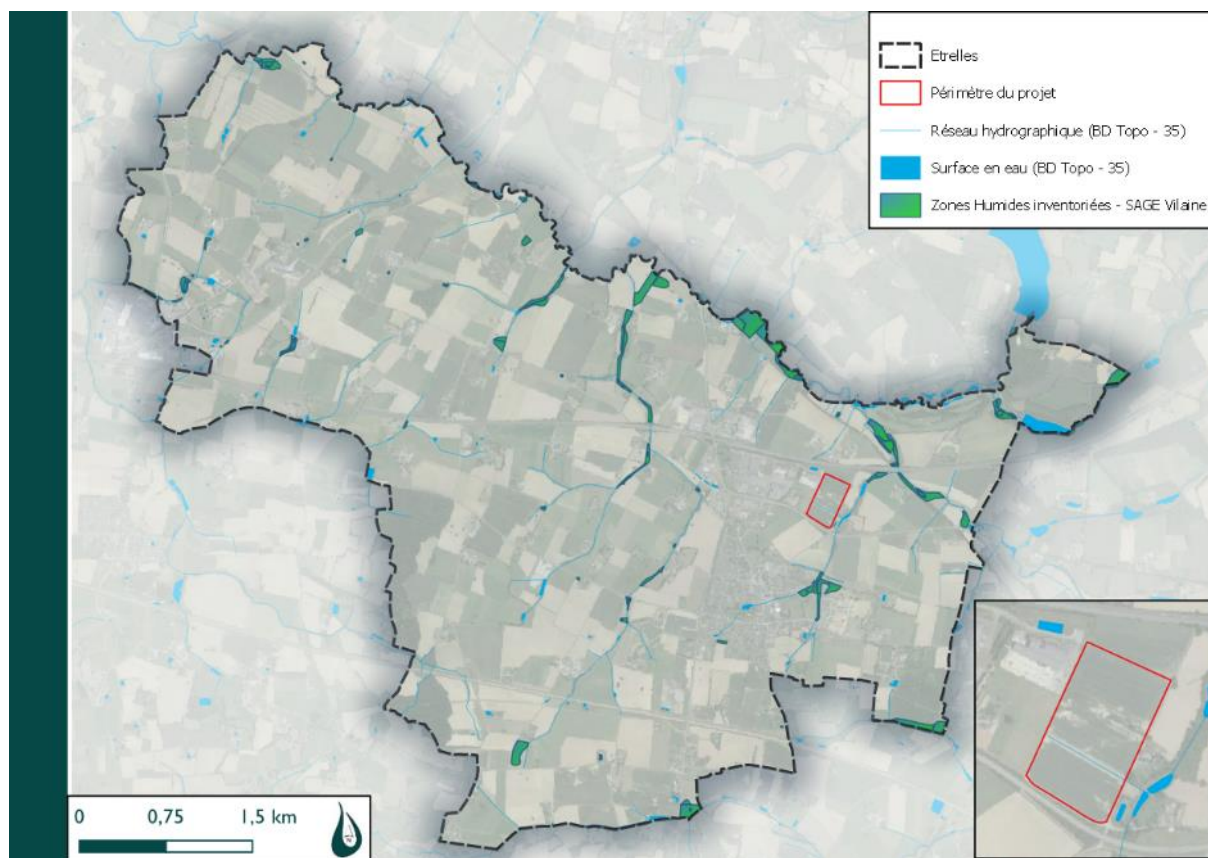 Etrelles
Périmètre du projet
Réseau hydrographique (BD Topo - 35)
Surface en eau (BD Topo - 35)
Zones Humides inventoriées - SAGE Vilaine
0 0,75 1,5 km